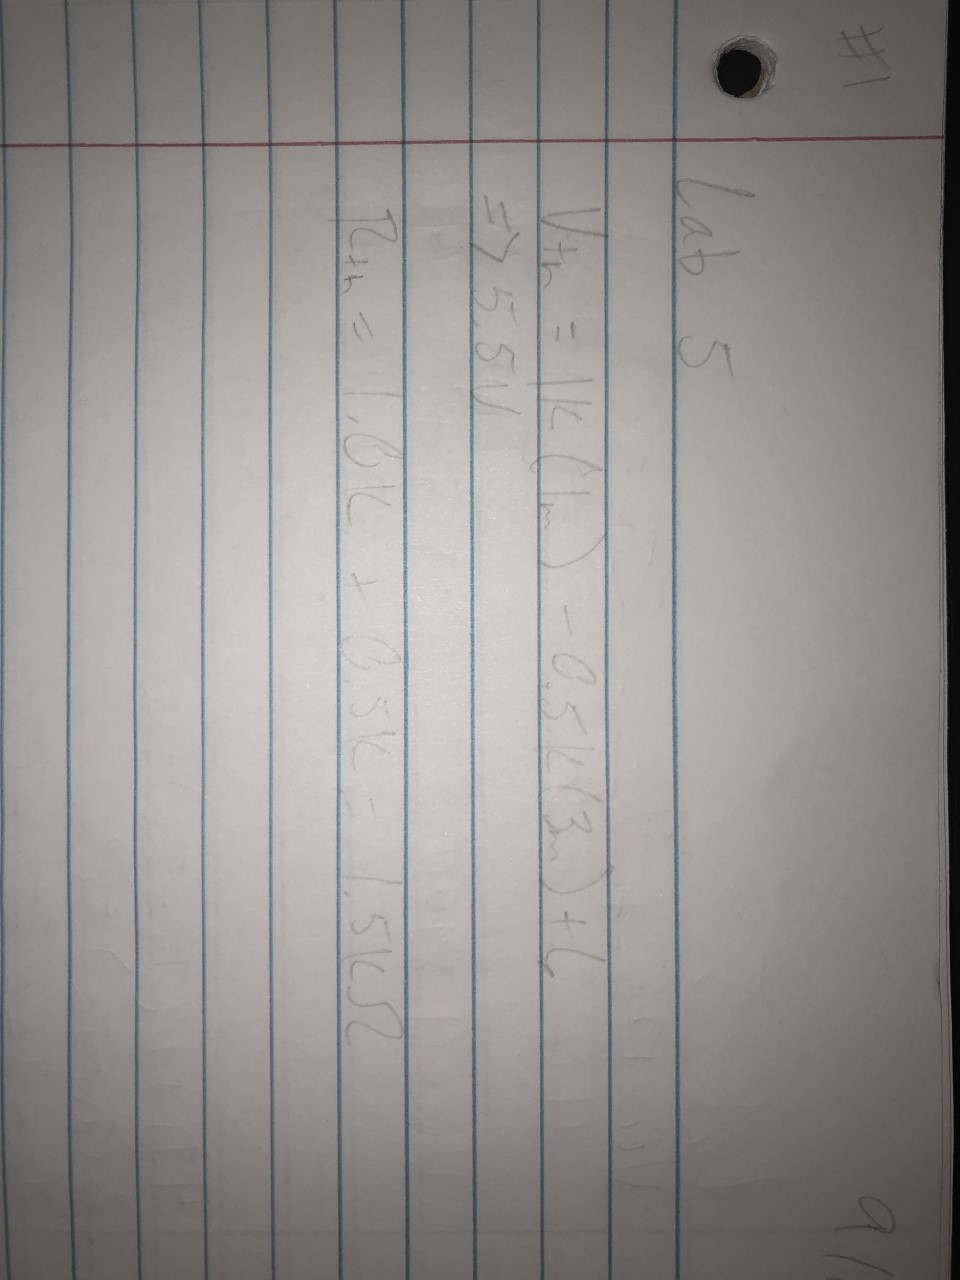 #1
9/
Lab 5
Vth = 1k (1m) - 0.5k(3m) + 6
=> 5.5V
Rth = 1.0k + 0.5k = 1.5kΩ